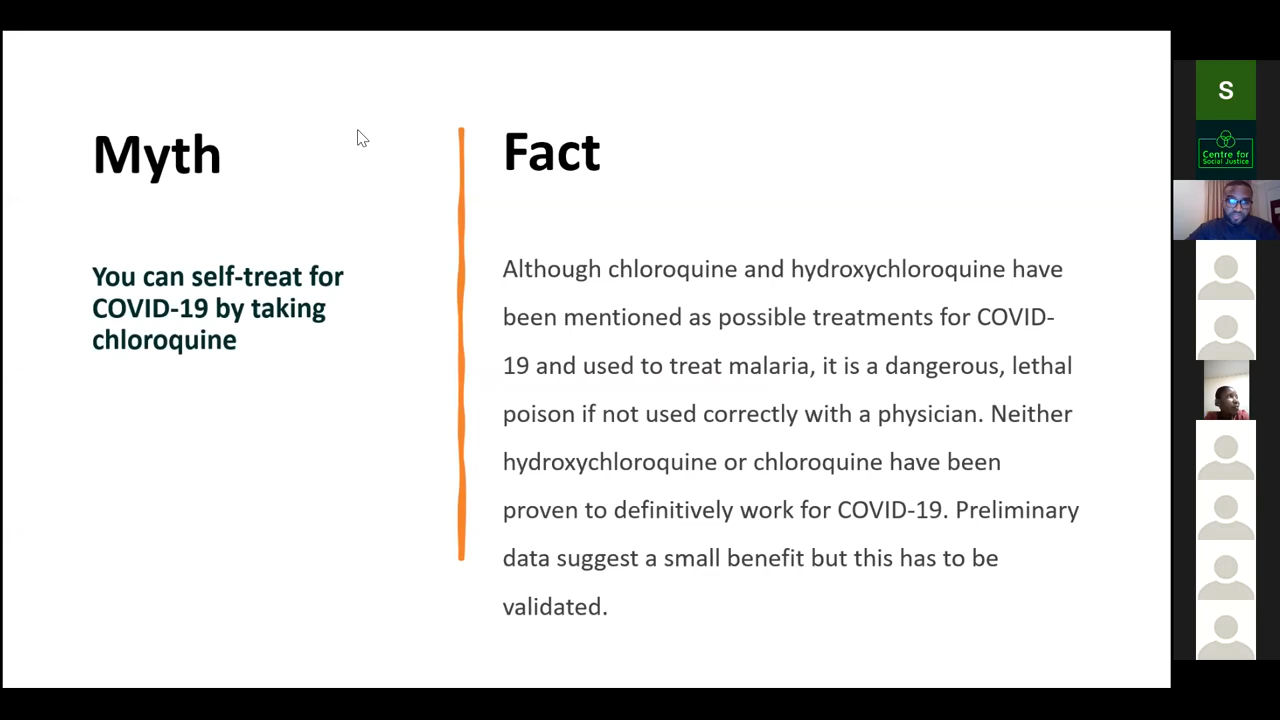 Myth
You can self-treat for
COVID-19 by taking
chloroquine
Fact
Although chloroquine and hydroxychloroquine have
been mentioned as possible treatments for COVID-
19 and used to treat malaria, it is a dangerous, lethal
poison if not used correctly with a physician. Neither
hydroxychloroquine or chloroquine have been
proven to definitively work for COVID-19. Preliminary
data suggest a small benefit but this has to be
validated.
S
Centre for
Social Justice